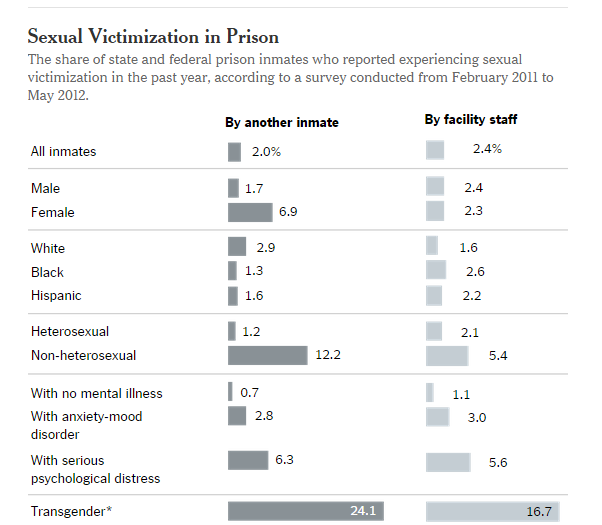 Sexual Victimization in Prison
The share of state and federal prison inmates who reported experiencing sexual
victimization in the past year, according to a survey conducted from February 2011 to
May 2012.
By another inmate By facility staff
All inmates 2.0% 2.4%
Male 1.7 2.4
Female 6.9 2.3
White 2.9 1.6
Black 1.3 2.6
Hispanic 1.6 2.2
Heterosexual 1.2 2.1
Non-heterosexual 12.2 5.4
With no mental illness 0.7 1.1
With anxiety-mood 2.8 3.0
disorder
With serious 6.3 5.6
psychological distress
Transgender* 24.1 16.7